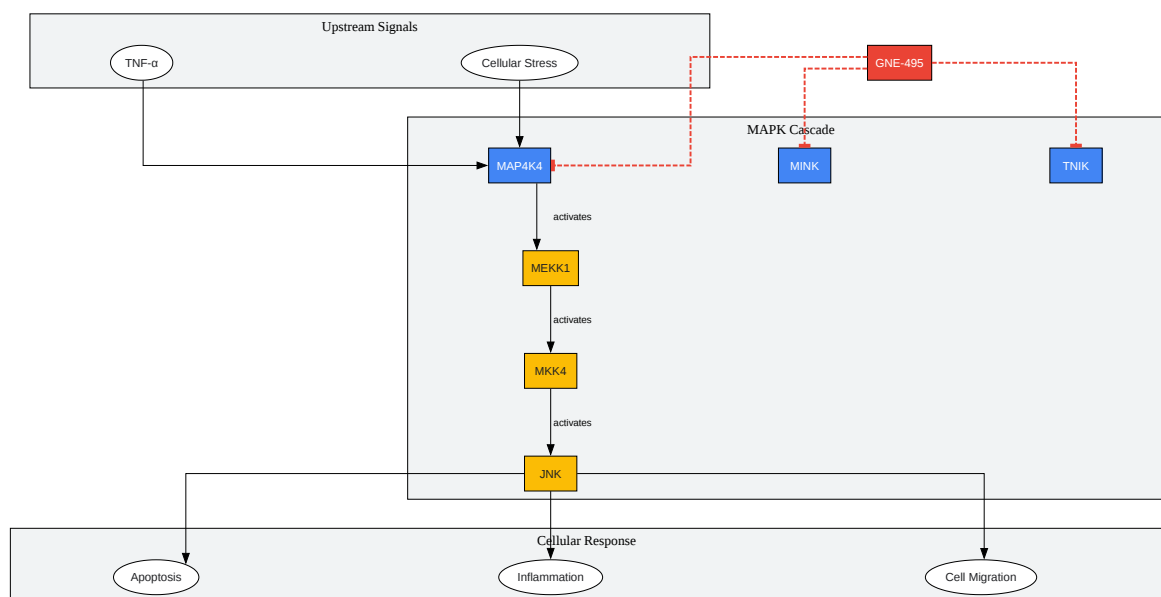 Upstream Signals
TNF-α
Cellular Stress
GNE-495
MAPK Cascade
MAP4K4
MINK
TNIK
activates
MEKK1
activates
MKK4
activates
JNK
Cellular Response
Apoptosis
Inflammation
Cell Migration